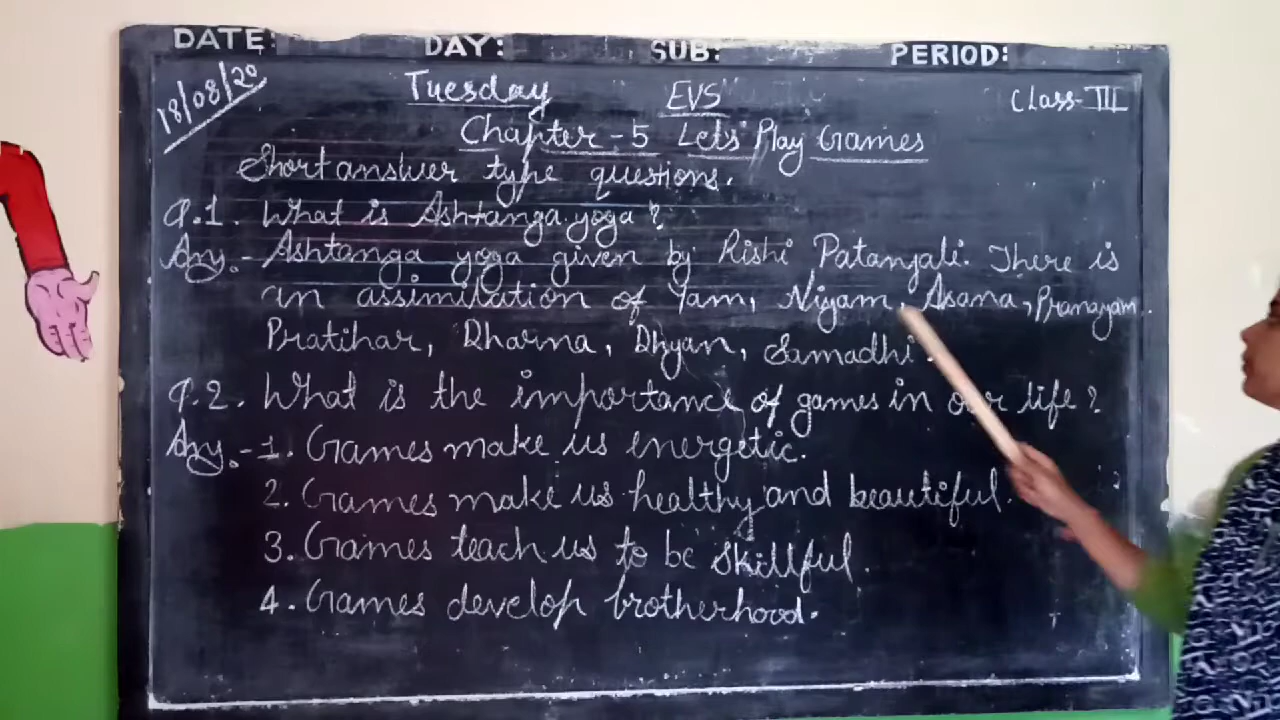 DATE: DAY: SUB: PERIOD:
18/08/20 Tuesday EVS Class-III
Chapter-5 Let's Play Games
Short answer type questions.
Q.1. What is Ashtanga yoga?
Ans.- Ashtanga yoga given by Rishi Patanjali. There is
an assimilation of Yam, Niyam, Asana, Pranayam.
Pratihar, Dharna, Dhyan, Samadhi.
Q.2. What is the importance of games in our life?
Ans.-1. Games make us energetic.
2. Games make us healthy and beautiful.
3. Games teach us to be skillful.
4. Games develop brotherhood.